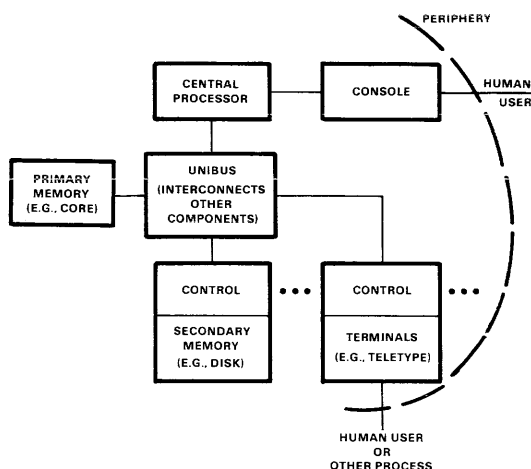 PERIPHERY
CENTRAL
PROCESSOR
CONSOLE
HUMAN
USER
PRIMARY
MEMORY
(E.G., CORE)
UNIBUS
(INTERCONNECTS
OTHER
COMPONENTS)
CONTROL
•••
CONTROL
•••
SECONDARY
MEMORY
(E.G., DISK)
TERMINALS
(E.G., TELETYPE)
HUMAN USER
OR
OTHER PROCESS